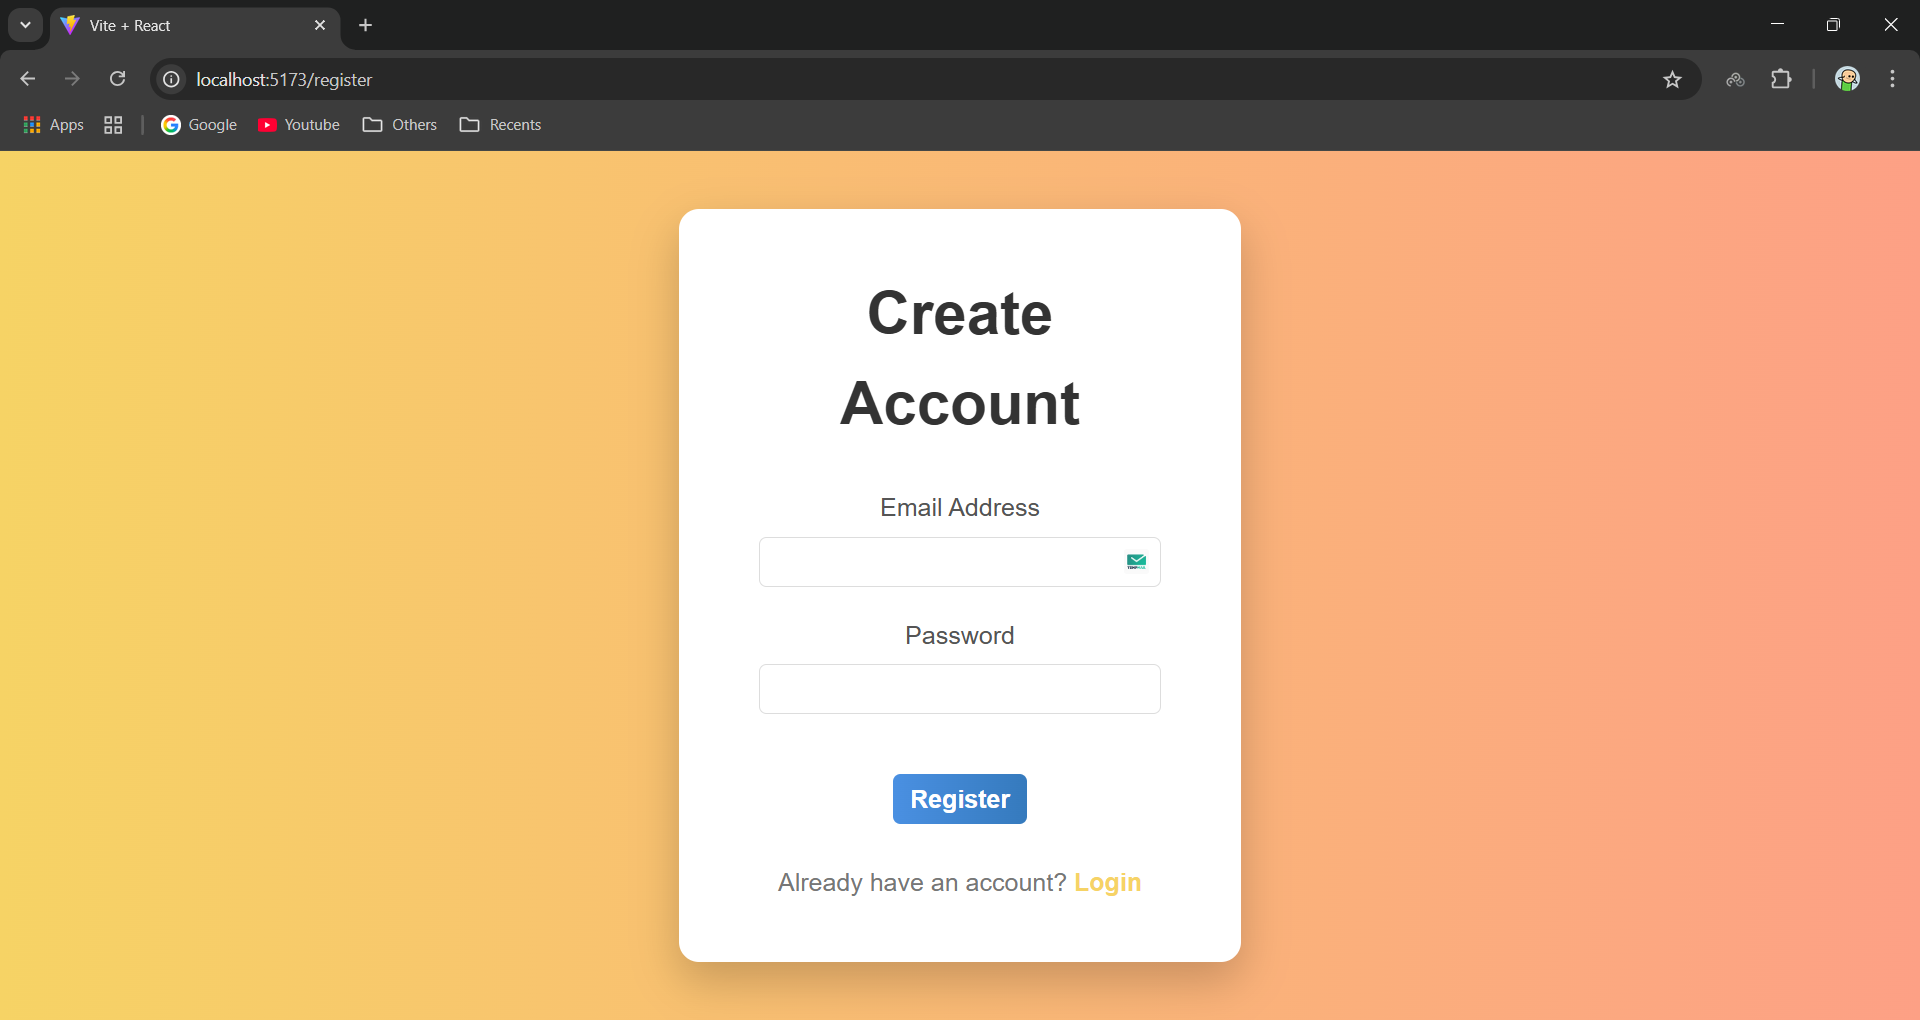 Vite + React
localhost:5173/register
Apps Google Youtube Others Recents
Create
Account
Email Address
Password
Register
Already have an account? Login